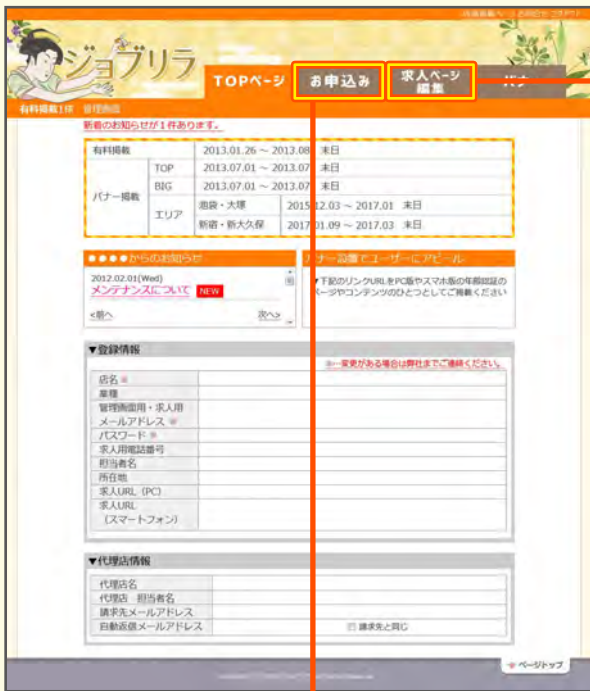 ジョブリラ
TOPページ
お申込み
求人ページ
編集
有料掲載1様 管理画面
新着のお知らせが1件あります。
有料掲載 2013.01.26 ～ 2013.08 末日
バナー掲載
TOP 2013.07.01 ～ 2013.07 末日
BIG 2013.07.01 ～ 2013.07 末日
エリア
池袋・大塚 2015.12.03 ～ 2017.01 末日
新宿・新大久保 2017.01.09 ～ 2017.03 末日
●●●●からのお知らせ
2012.02.01(Wed)
メンテナンスについて NEW
<前へ 次へ>
バナー設置でユーザーにアピール
▼下記のリンクURLをPC版やスマホ版の年齢認証の
ページやコンテンツのひとつとしてご掲載ください
▼登録情報
※…変更がある場合は弊社までご連絡ください。
店名 ※
業種
管理画面用・求人用
メールアドレス ※
パスワード ※
求人用電話番号
担当者名
所在地
求人URL (PC)
求人URL
(スマートフォン)
▼代理店情報
代理店名
代理店 担当者名
請求先メールアドレス
自動返信メールアドレス 請求先と同じ
ページトップ